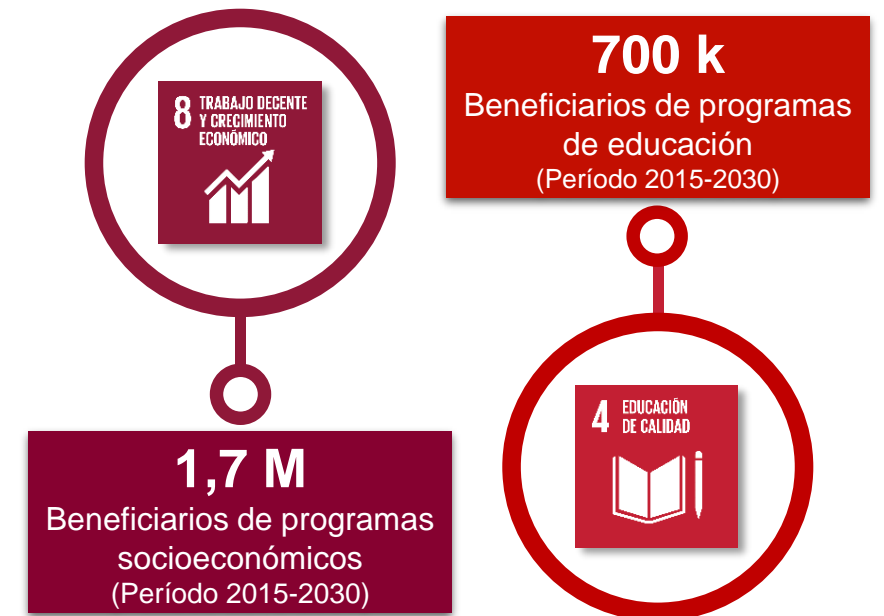 8 TRABAJO DECENTE
Y CRECIMIENTO
ECONÓMICO
1,7 M
Beneficiarios de programas
socioeconómicos
(Período 2015-2030)
700 k
Beneficiarios de programas
de educación
(Período 2015-2030)
4 EDUCACIÓN
DE CALIDAD